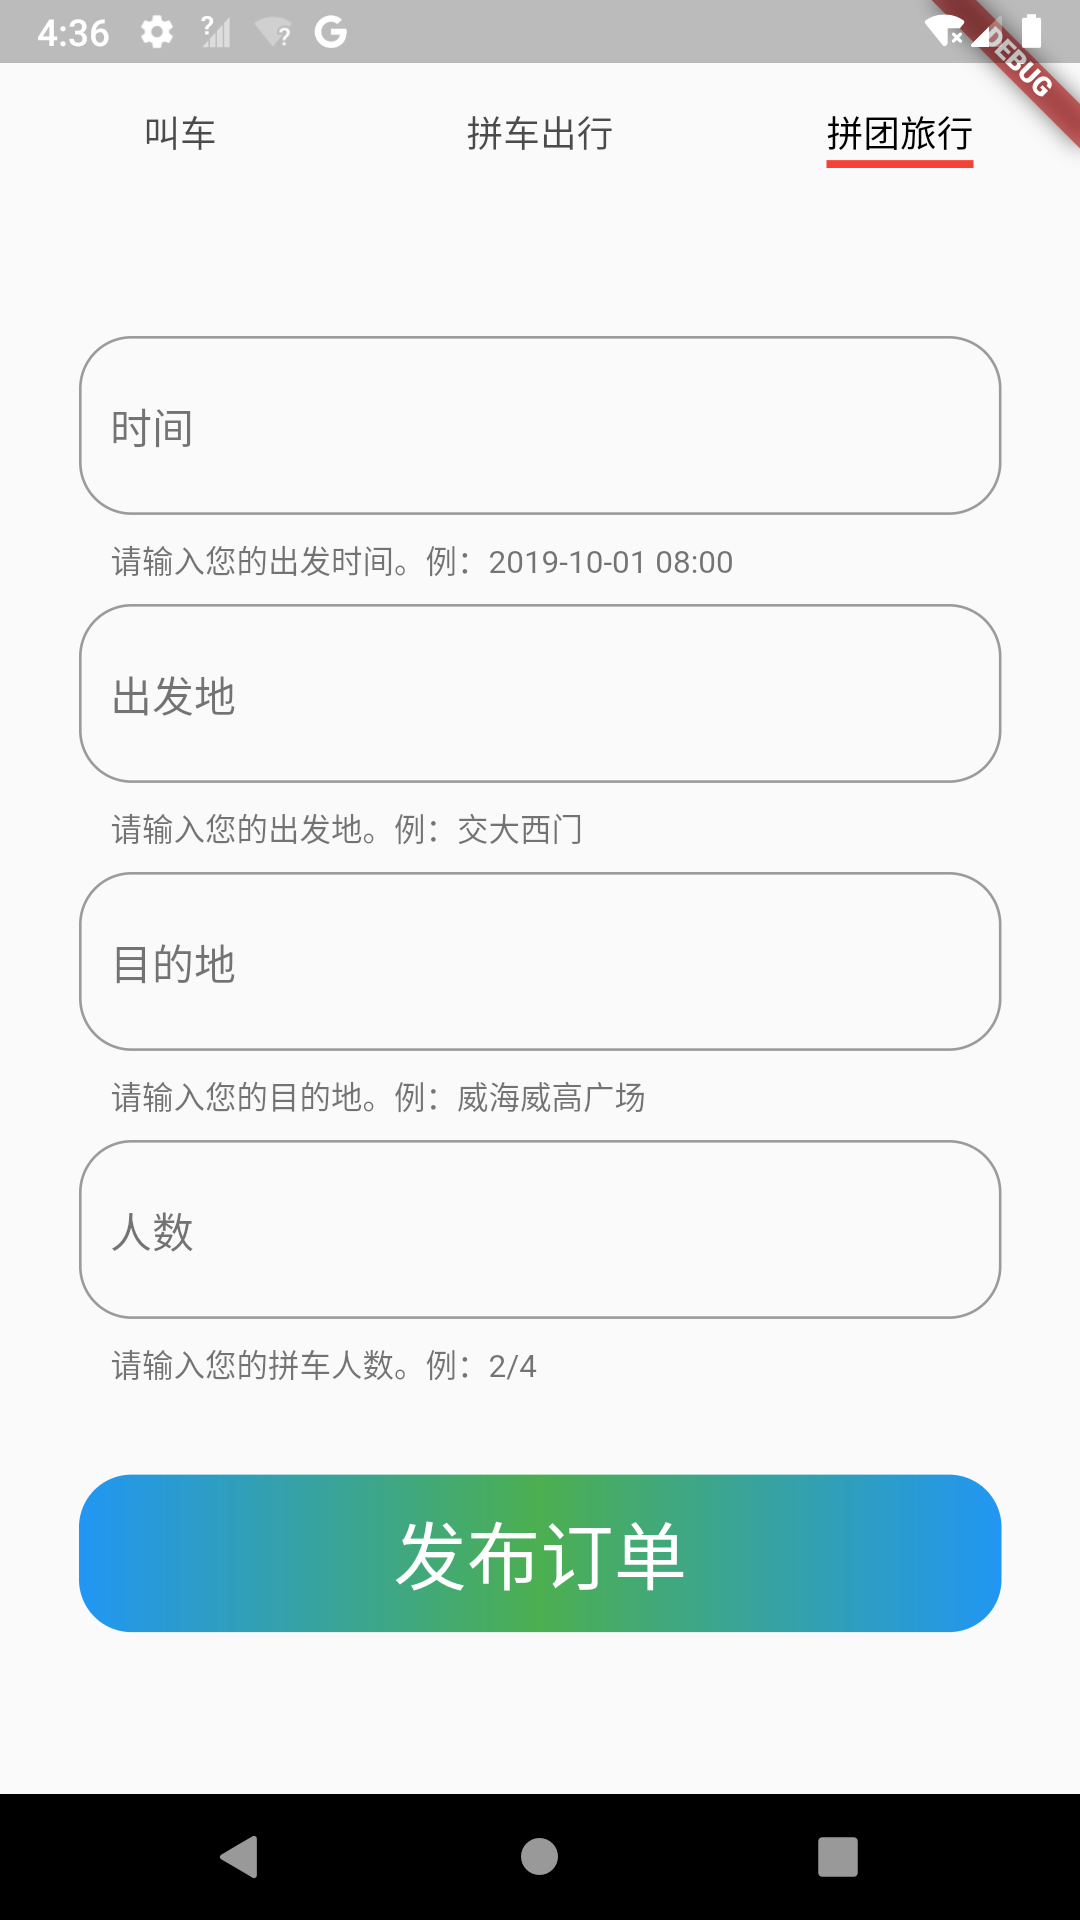 4:36
DEBUG
叫车
拼车出行
拼团旅行
时间
请输入您的出发时间。例：2019-10-01 08:00
出发地
请输入您的出发地。例：交大西门
目的地
请输入您的目的地。例：威海威高广场
人数
请输入您的拼车人数。例：2/4
发布订单